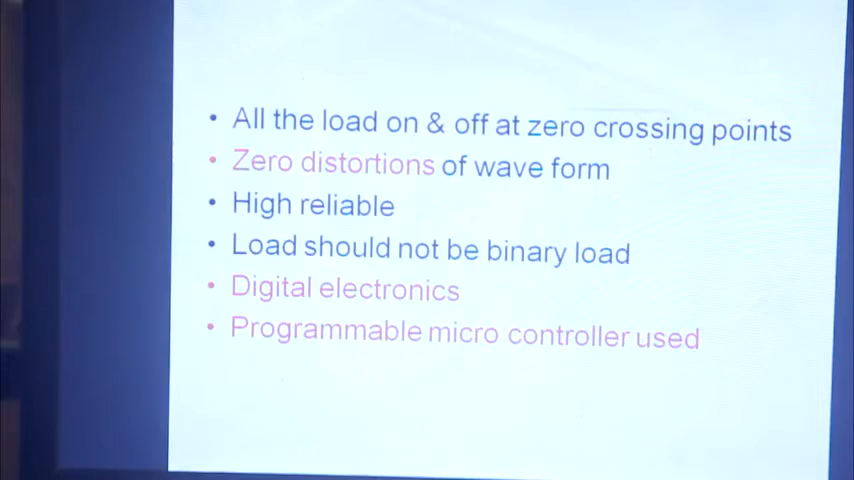 • All the load on & off at zero crossing points
• Zero distortions of wave form
• High reliable
• Load should not be binary load
• Digital electronics
• Programmable micro controller used